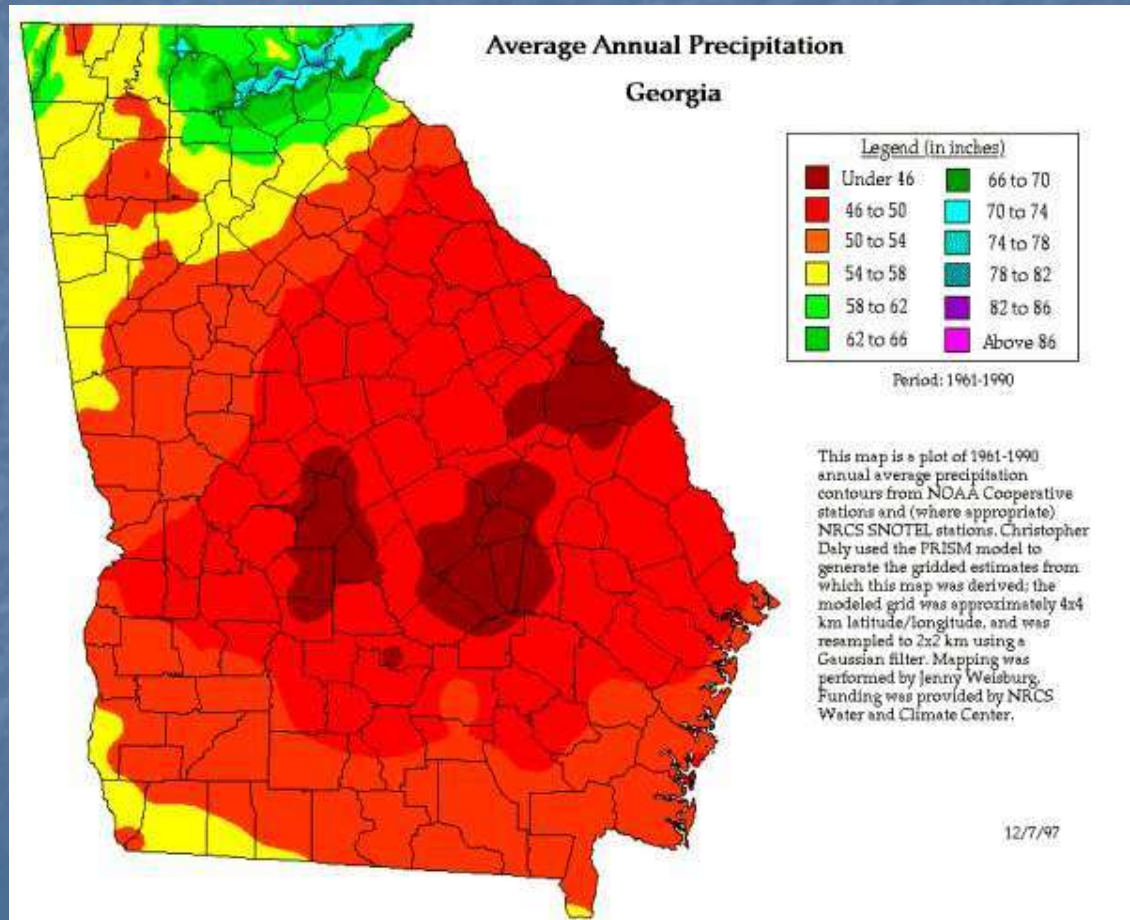 Average Annual Precipitation
Georgia
Legend (in inches)
Under 46
46 to 50
50 to 54
54 to 58
58 to 62
62 to 66
66 to 70
70 to 74
74 to 78
78 to 82
82 to 86
Above 86
Period: 1961-1990
This map is a plot of 1961-1990
annual average precipitation
contours from NOAA Cooperative
stations and (where appropriate)
NRCS SNOTEL stations. Christopher
Daly used the PRISM model to
generate the gridded estimates from
which this map was derived; the
modeled grid was approximately 4x4
km latitude/longitude, and was
resampled to 2x2 km using a
Gaussian filter. Mapping was
performed by Jenny Weisburg.
Funding was provided by NRCS
Water and Climate Center.
12/7/97